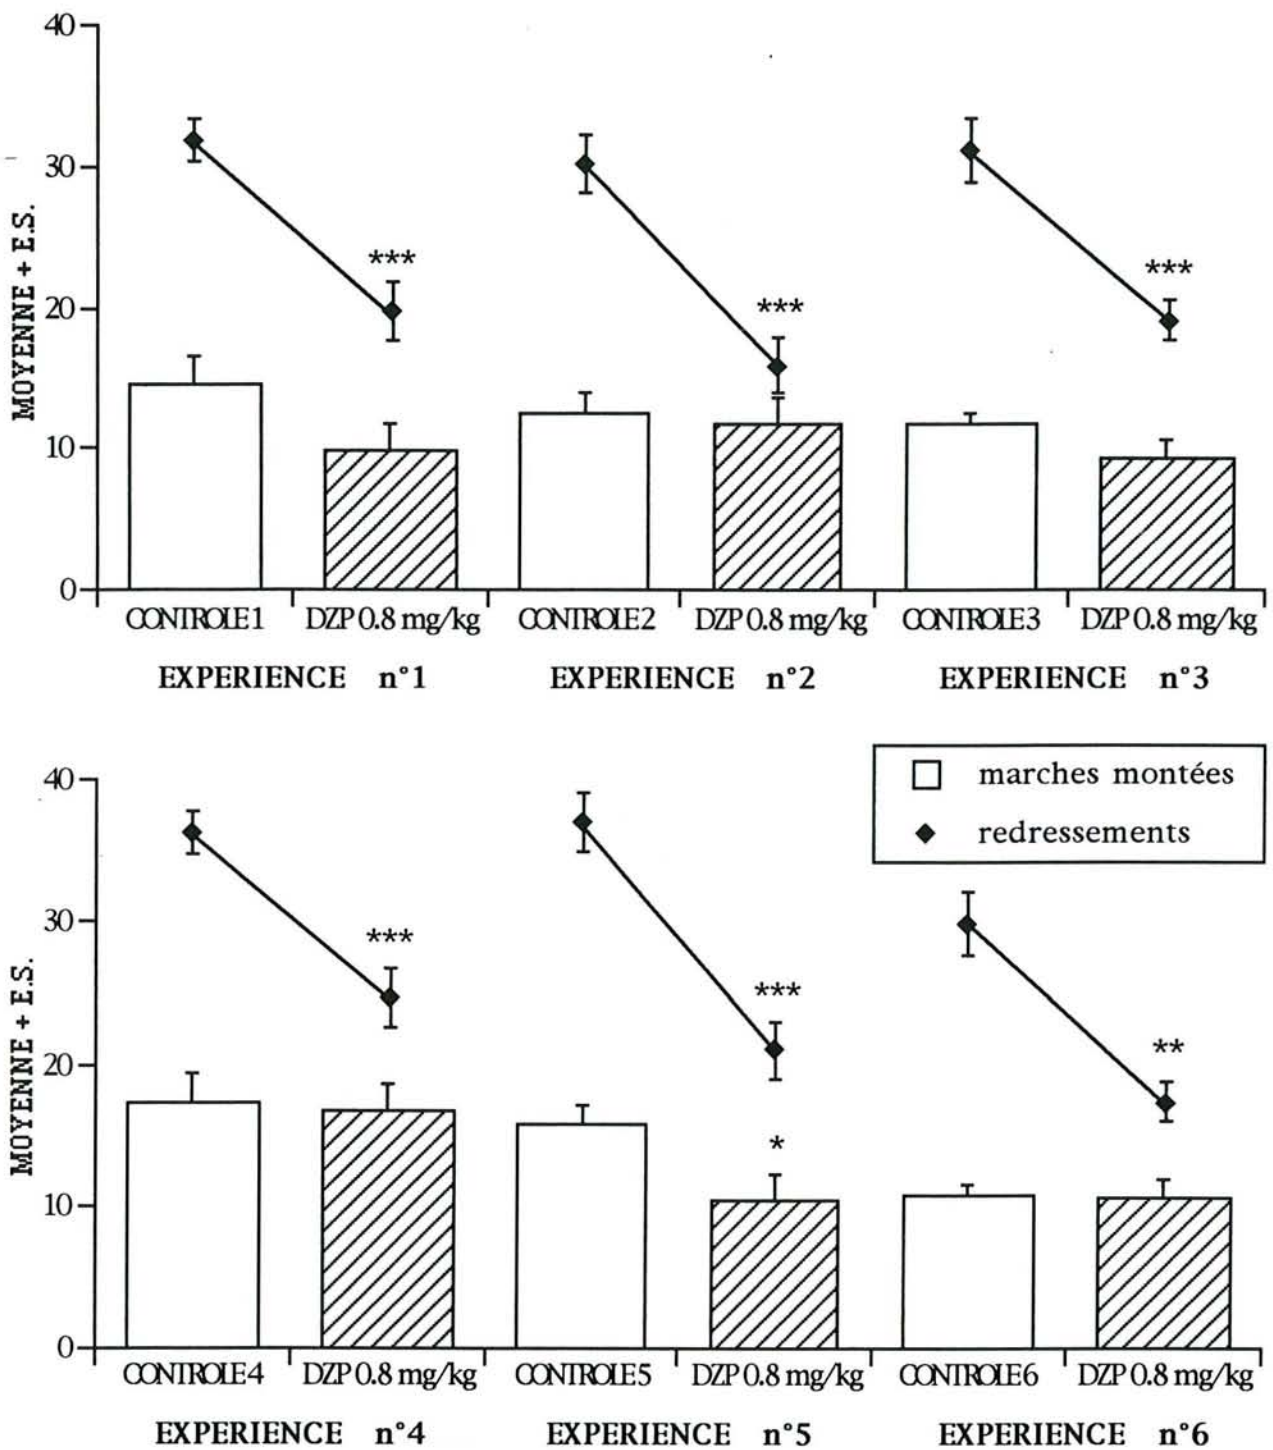 40
30
20
10
0
MOYENNE + E.S.
***
***
***
CONTROLE1 DZP 0.8 mg/kg CONTROLE2 DZP 0.8 mg/kg CONTROLE3 DZP 0.8 mg/kg
EXPERIENCE n°1 EXPERIENCE n°2 EXPERIENCE n°3
marches montées
redressements
40
30
20
10
0
MOYENNE + E.S.
***
***
**
*
CONTROLE4 DZP 0.8 mg/kg CONTROLE5 DZP 0.8 mg/kg CONTROLE6 DZP 0.8 mg/kg
EXPERIENCE n°4 EXPERIENCE n°5 EXPERIENCE n°6